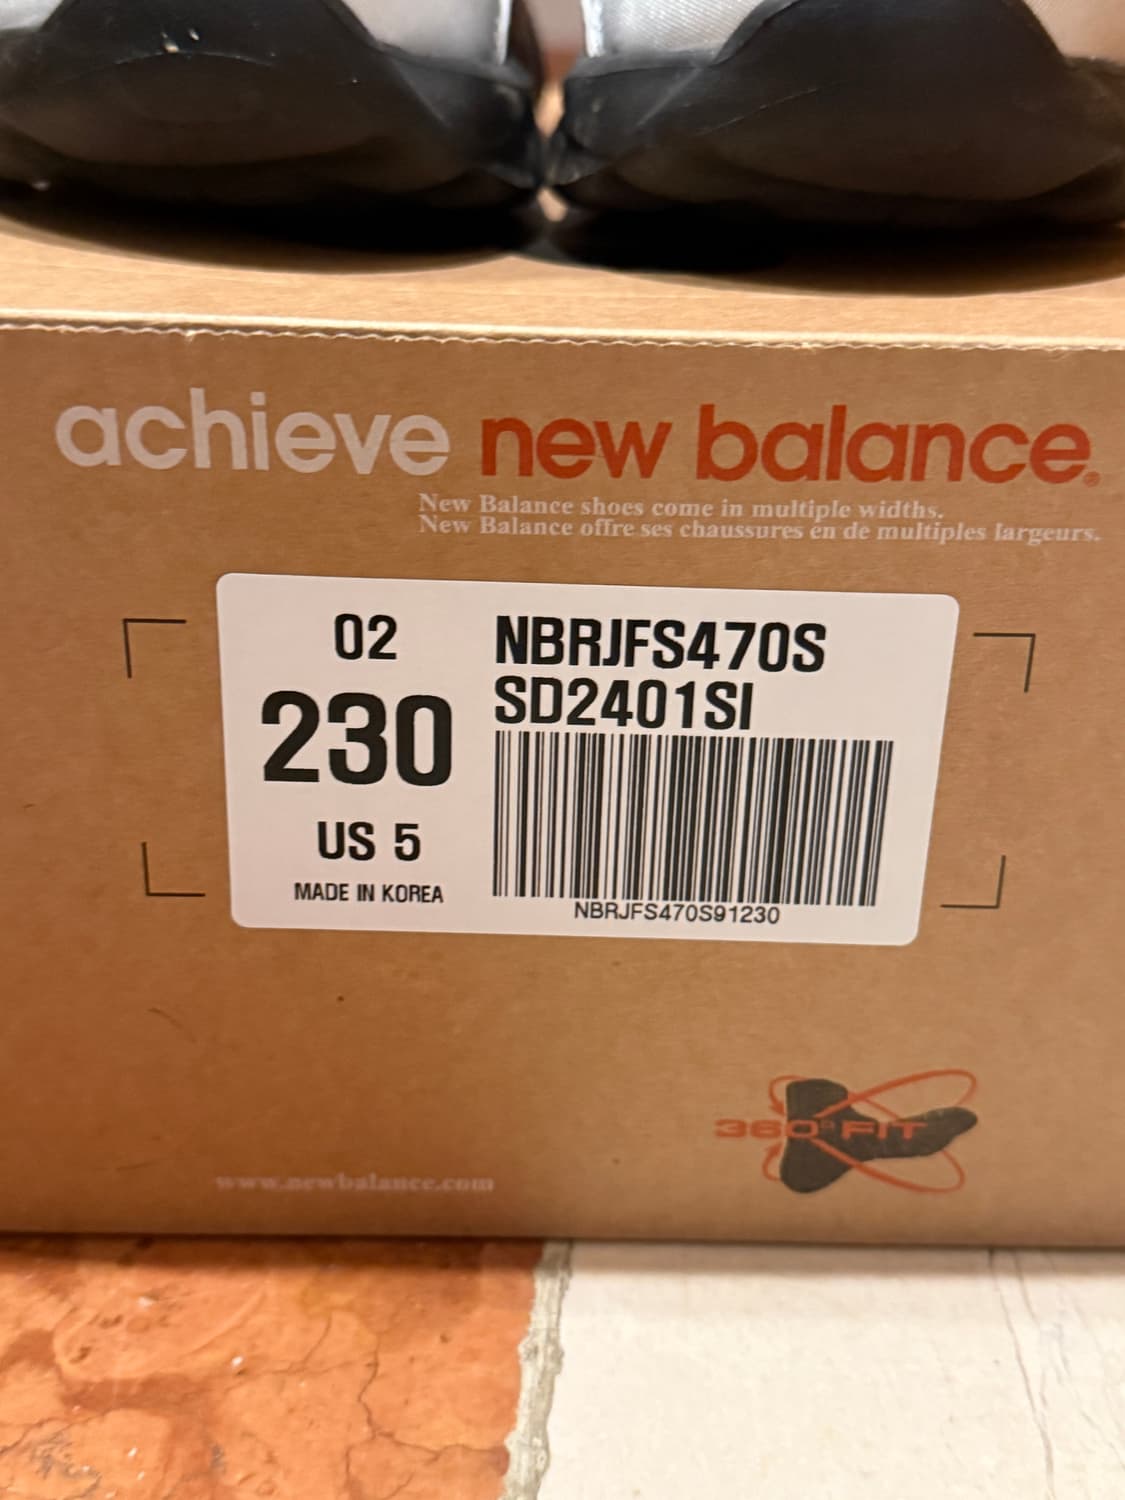 achieve new balance.
New Balance shoes come in multiple widths.
New Balance offre ses chaussures en de multiples largeurs.
02
230
US 5
MADE IN KOREA
NBRJFS470S
SD2401SI
NBRJFS470S91230
360° FIT
www.newbalance.com